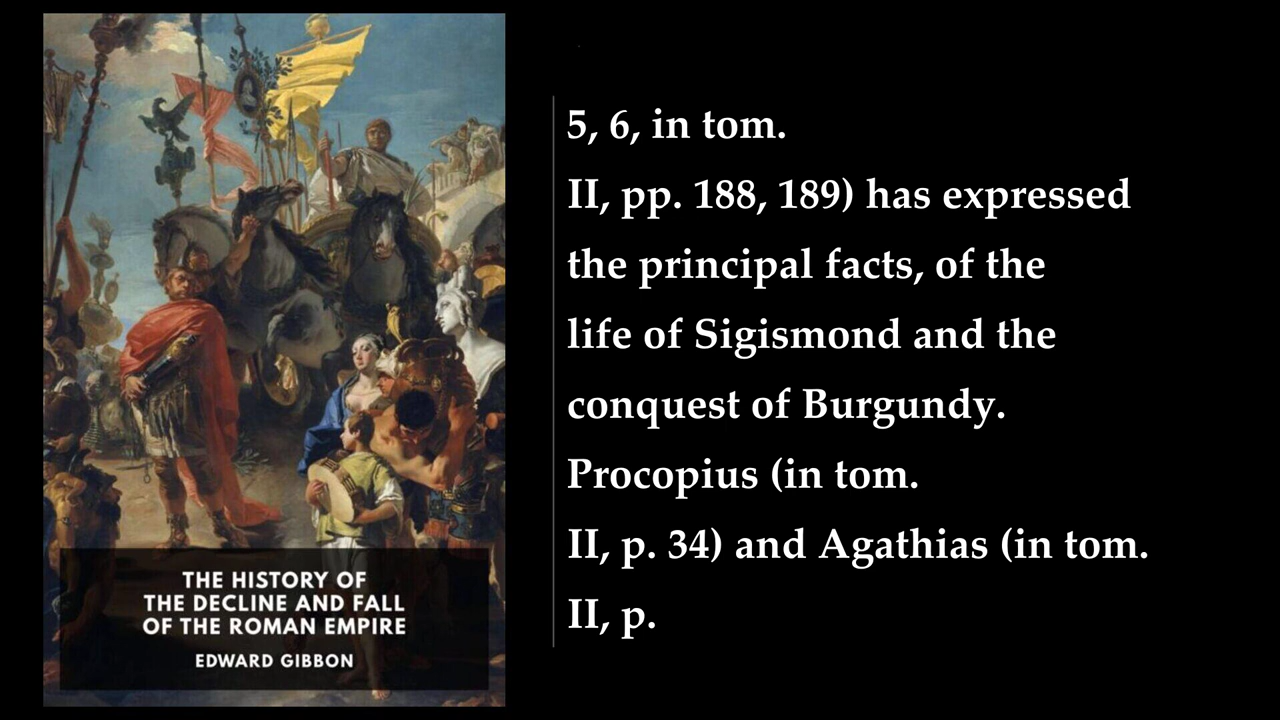 THE HISTORY OF
THE DECLINE AND FALL
OF THE ROMAN EMPIRE
EDWARD GIBBON
5, 6, in tom.
II, pp. 188, 189) has expressed
the principal facts, of the
life of Sigismond and the
conquest of Burgundy.
Procopius (in tom.
II, p. 34) and Agathias (in tom.
II, p.